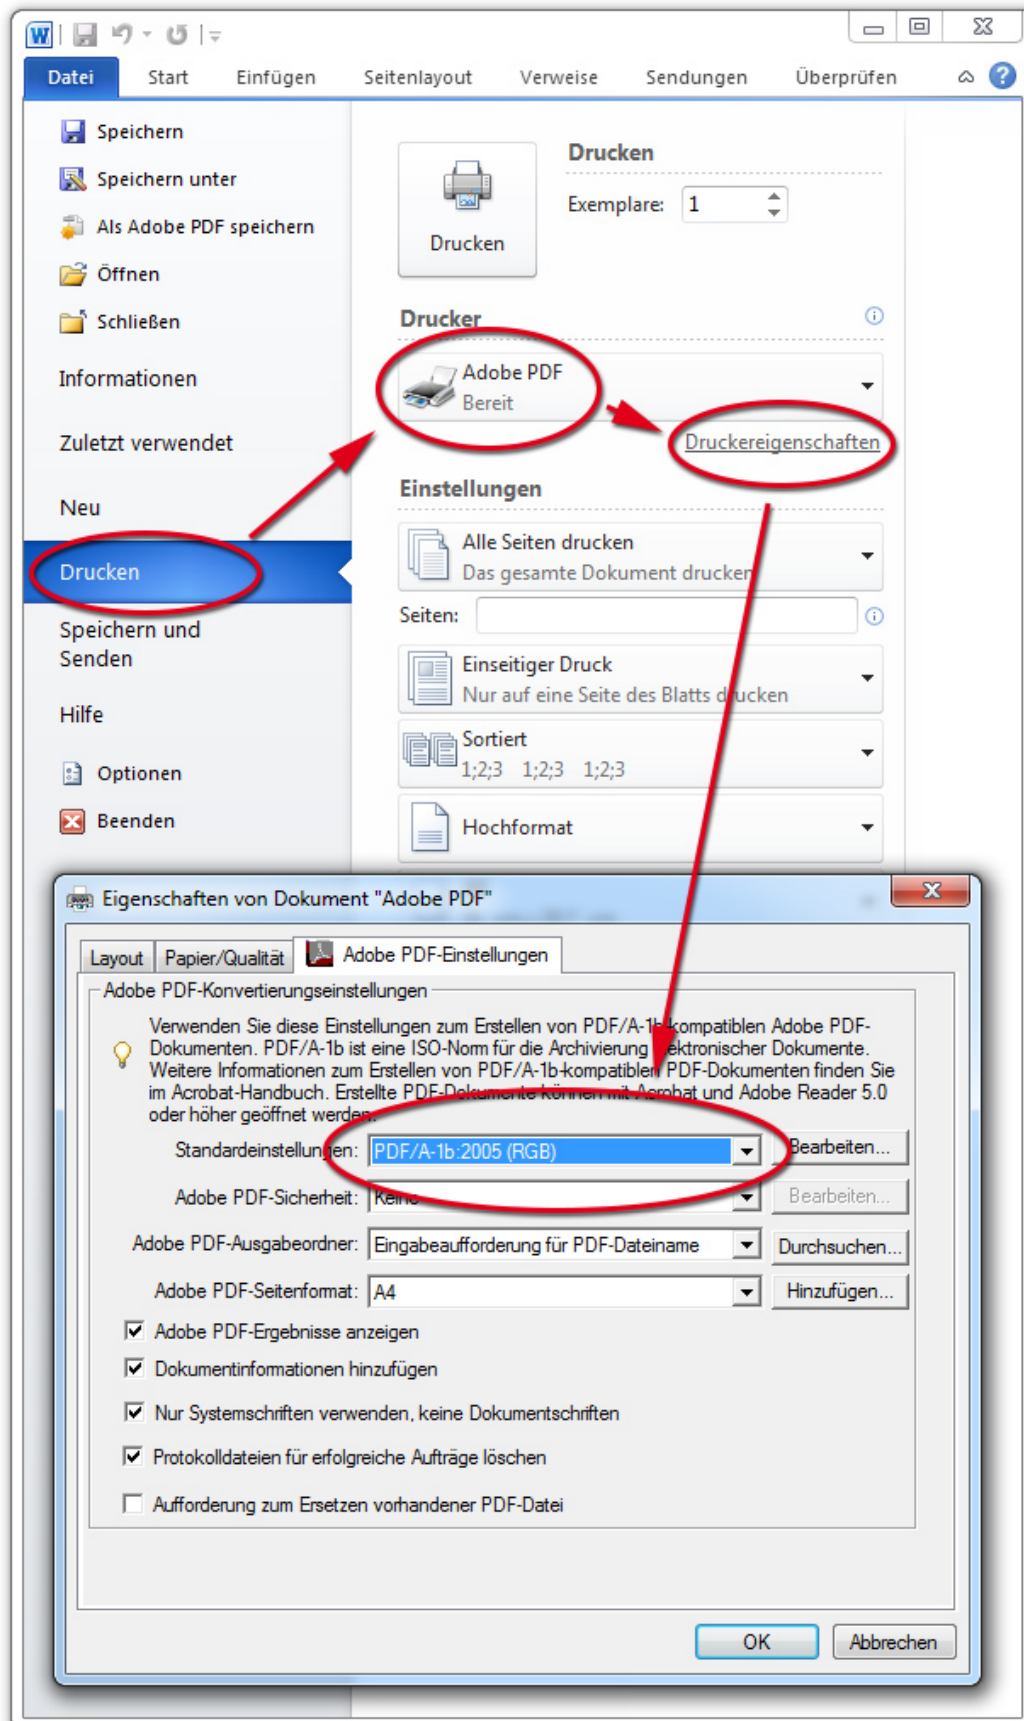 Datei Start Einfügen Seitenlayout Verweise Sendungen Überprüfen
Speichern
Speichern unter
Als Adobe PDF speichern
Öffnen
Schließen
Informationen
Zuletzt verwendet
Neu
Drucken
Speichern und
Senden
Hilfe
Optionen
Beenden
Drucken
Drucken
Exemplare: 1
Drucker
Adobe PDF
Bereit
Druckereigenschaften
Einstellungen
Alle Seiten drucken
Das gesamte Dokument drucken
Seiten:
Einseitiger Druck
Nur auf eine Seite des Blatts drucken
Sortiert
1;2;3 1;2;3 1;2;3
Hochformat
Eigenschaften von Dokument "Adobe PDF"
Layout Papier/Qualität Adobe PDF-Einstellungen
Adobe PDF-Konvertierungseinstellungen
Verwenden Sie diese Einstellungen zum Erstellen von PDF/A-1b-kompatiblen Adobe PDF-
Dokumenten. PDF/A-1b ist eine ISO-Norm für die Archivierung elektronischer Dokumente.
Weitere Informationen zum Erstellen von PDF/A-1b-kompatiblen PDF-Dokumenten finden Sie
im Acrobat-Handbuch. Erstellte PDF-Dokumente können mit Acrobat und Adobe Reader 5.0
oder höher geöffnet werden.
Standardeinstellungen: PDF/A-1b:2005 (RGB) Bearbeiten...
Adobe PDF-Sicherheit: Keine Bearbeiten...
Adobe PDF-Ausgabeordner: Eingabeaufforderung für PDF-Dateiname Durchsuchen...
Adobe PDF-Seitenformat: A4 Hinzufügen...
Adobe PDF-Ergebnisse anzeigen
Dokumentinformationen hinzufügen
Nur Systemschriften verwenden, keine Dokumentschriften
Protokolldateien für erfolgreiche Aufträge löschen
Aufforderung zum Ersetzen vorhandener PDF-Datei
OK Abbrechen